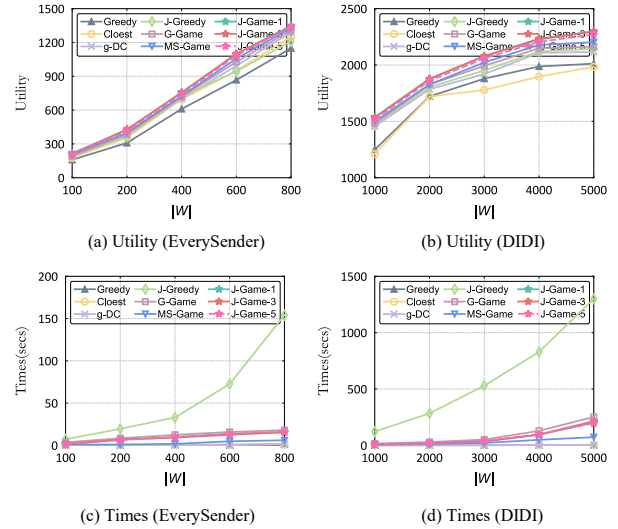 1500
1200
900
600
300
0
Utility
Greedy
Cloest
g-DC
J-Greedy
G-Game
MS-Game
J-Game-1
J-Game-3
J-Game-5
100 200 400 600 800
|W|
(a) Utility (EverySender)
2500
2000
1500
1000
Utility
Greedy
Cloest
g-DC
J-Greedy
G-Game
MS-Game
J-Game-1
J-Game-3
J-Game-5
1000 2000 3000 4000 5000
|W|
(b) Utility (DIDI)
200
150
100
50
0
Times(secs)
Greedy
Cloest
g-DC
J-Greedy
G-Game
MS-Game
J-Game-1
J-Game-3
J-Game-5
100 200 400 600 800
|W|
(c) Times (EverySender)
1500
1000
500
0
Times(secs)
Greedy
Cloest
g-DC
J-Greedy
G-Game
MS-Game
J-Game-1
J-Game-3
J-Game-5
1000 2000 3000 4000 5000
|W|
(d) Times (DIDI)